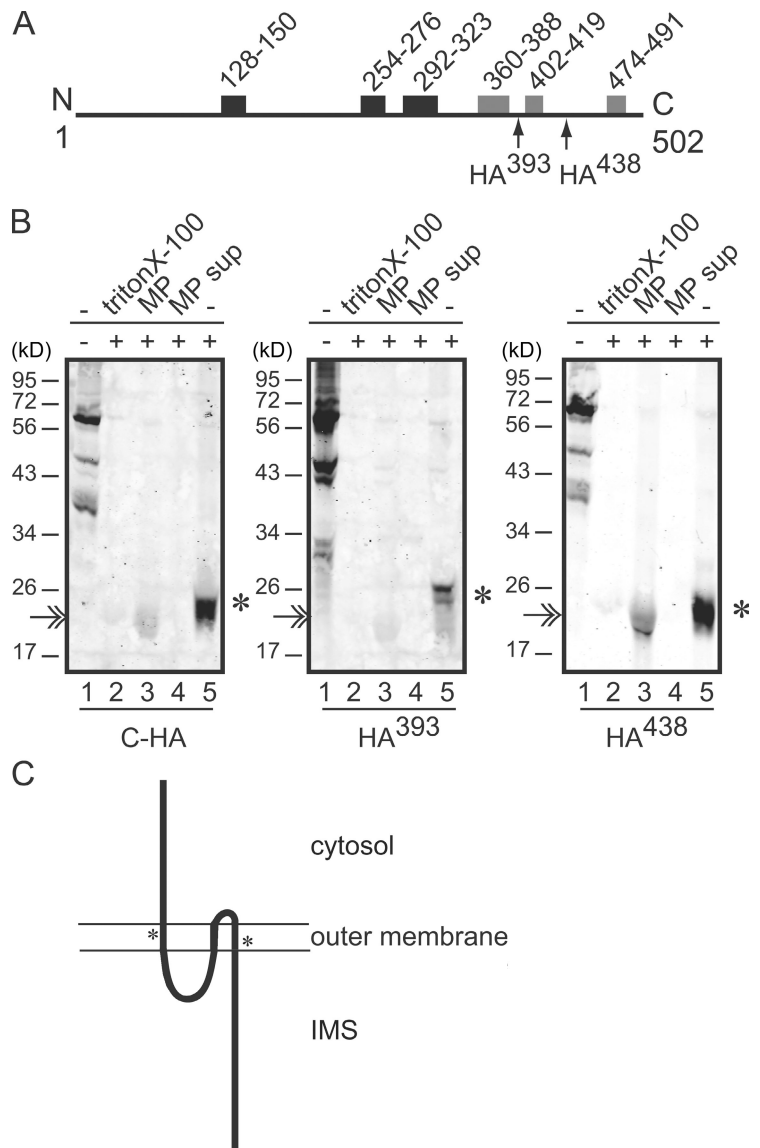 A
128-150 254-276 292-323 360-388 402-419 474-491
N C
1 502
HA393 HA438
B
- tritonX-100 MP MP sup -
- tritonX-100 MP MP sup -
- tritonX-100 MP MP sup -
(kD) - + + + + (kD) - + + + + (kD) - + + + +
95 95 95
72 72 72
56 56 56
43 43 43
34 34 34
26 26 26
* * *
17 17 17
1 2 3 4 5 1 2 3 4 5 1 2 3 4 5
C-HA HA393 HA438
C
cytosol
* * outer membrane
IMS